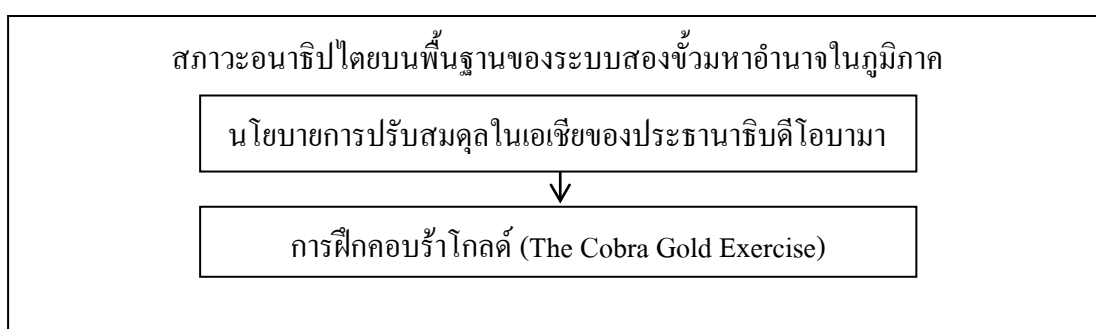 สภาวะอนาธิปไตยบนพื้นฐานของระบบสองขั้วมหาอำนาจในภูมิภาค
นโยบายการปรับสมดุลในเอเชียของประธานาธิบดีโอบามา
การฝึกคอบร้าโกลด์ (The Cobra Gold Exercise)